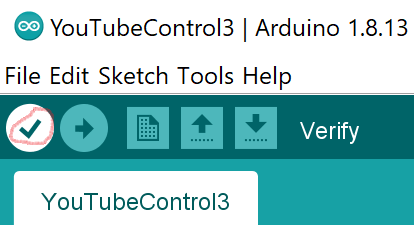 YouTubeControl3 | Arduino 1.8.13
File Edit Sketch Tools Help
Verify
YouTubeControl3